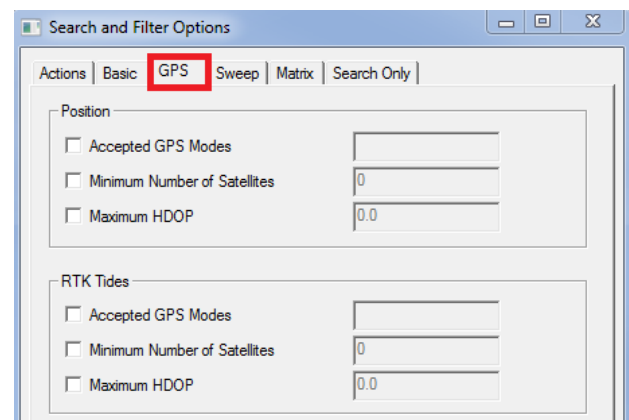 Search and Filter Options
Actions Basic GPS Sweep Matrix Search Only
Position
Accepted GPS Modes
Minimum Number of Satellites 0
Maximum HDOP 0.0
RTK Tides
Accepted GPS Modes
Minimum Number of Satellites 0
Maximum HDOP 0.0